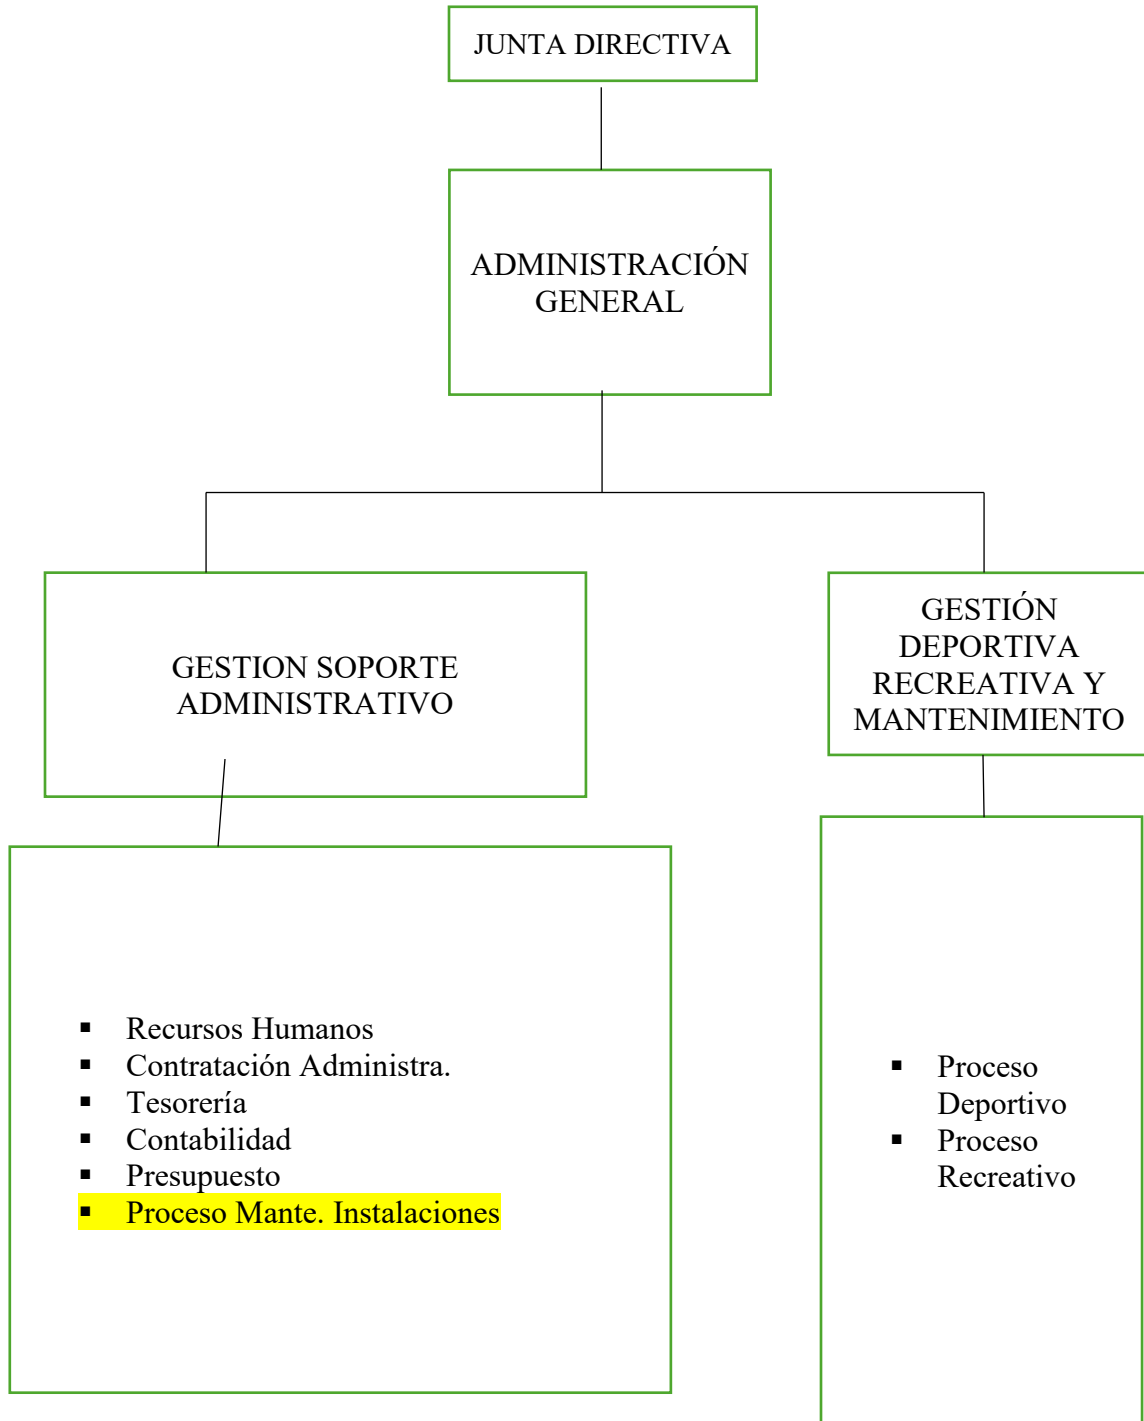 JUNTA DIRECTIVA
ADMINISTRACIÓN
GENERAL
GESTION SOPORTE
ADMINISTRATIVO
GESTIÓN
DEPORTIVA
RECREATIVA Y
MANTENIMIENTO
▪ Recursos Humanos
▪ Contratación Administra.
▪ Tesorería
▪ Contabilidad
▪ Presupuesto
▪ Proceso Mante. Instalaciones
▪ Proceso
Deportivo
▪ Proceso
Recreativo